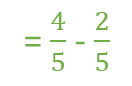 = 4/5 - 2/5